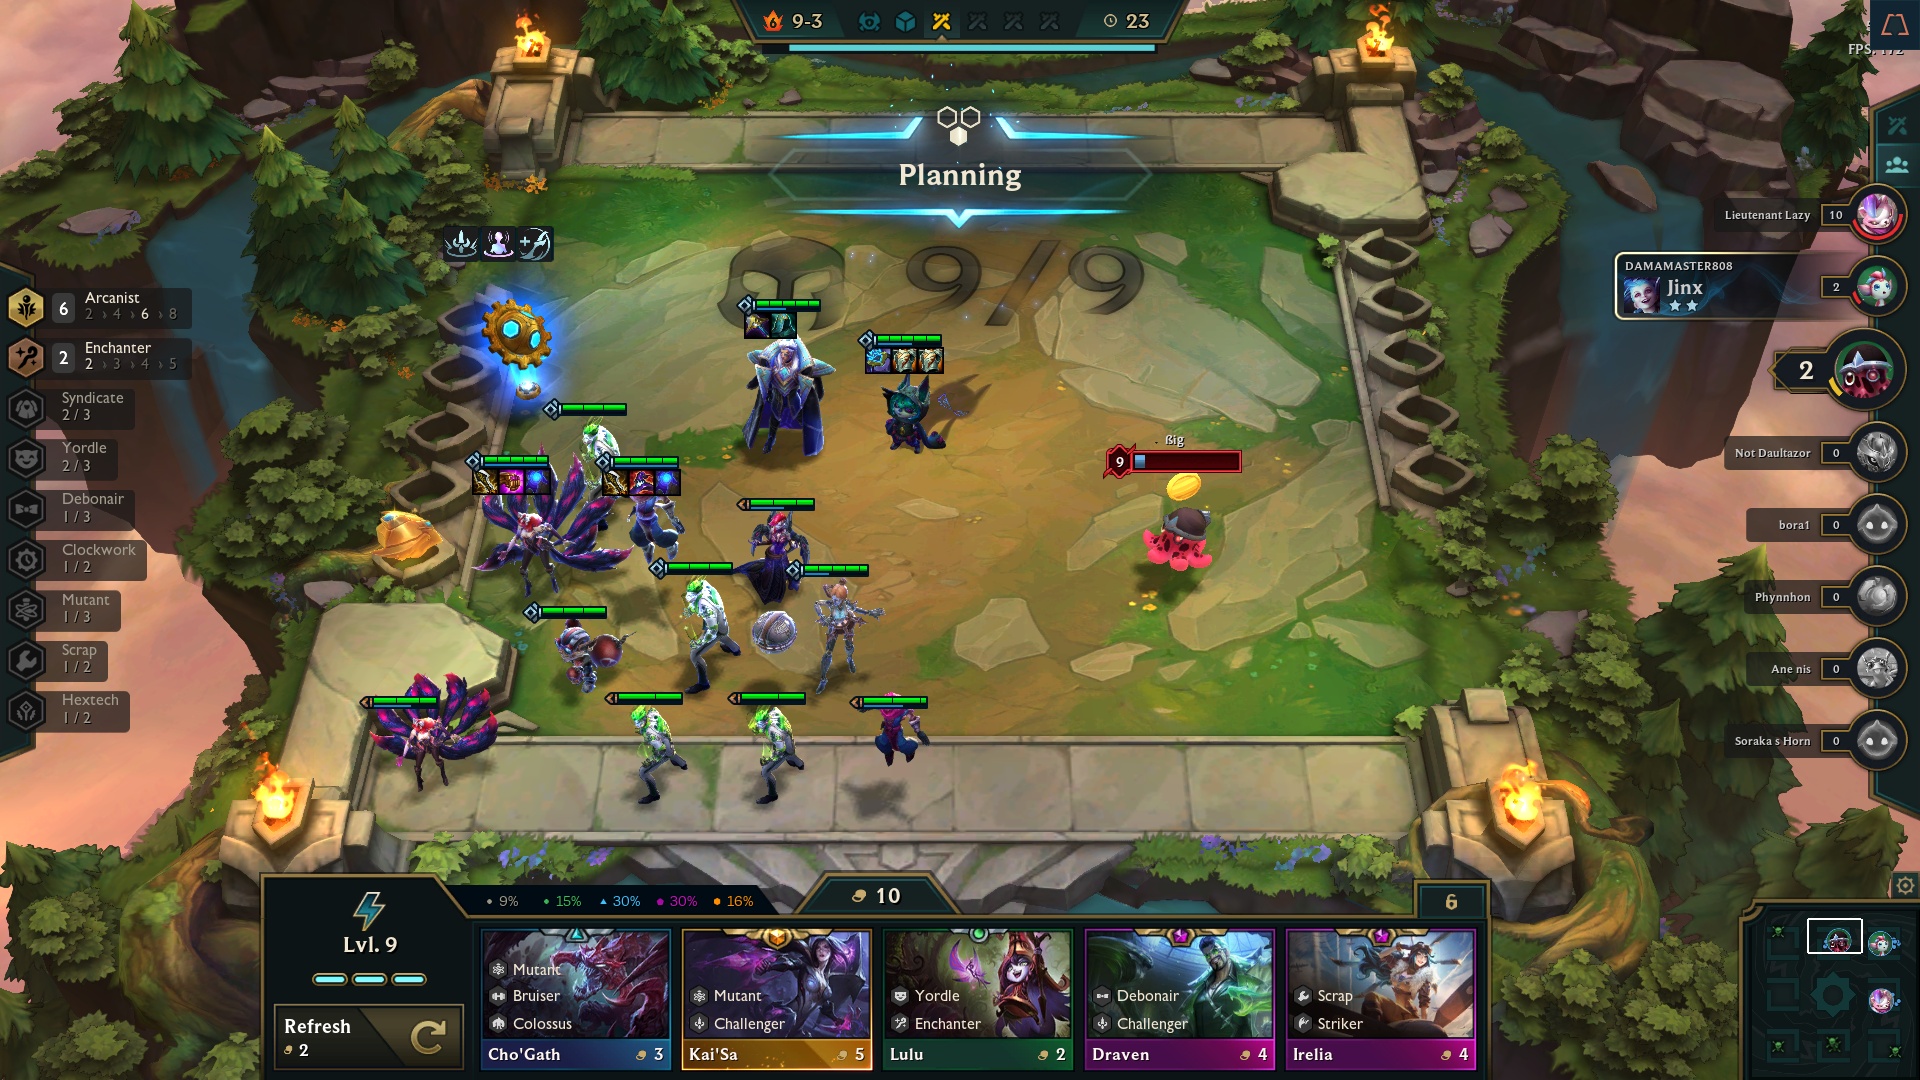 9-3
23
Planning
9/9
Lieutenant Lazy 10
DAMAMASTER808
Jinx
2
2
Not Daultazor 0
bora1 0
Phynnhon 0
Ane nis 0
Soraka s Horn 0
6 Arcanist
2 › 4 › 6 › 8
2 Enchanter
2 › 3 › 4 › 5
Syndicate
2 / 3
Yordle
2 / 3
Debonair
1 / 3
Clockwork
1 / 2
Mutant
1 / 3
Scrap
1 / 2
Hextech
1 / 2
Big
9
9% 15% 30% 30% 16%
10
6
Lvl. 9
Refresh
2
Mutant
Bruiser
Colossus
Cho'Gath 3
Mutant
Challenger
Kai'Sa 5
Yordle
Enchanter
Lulu 2
Debonair
Challenger
Draven 4
Scrap
Striker
Irelia 4